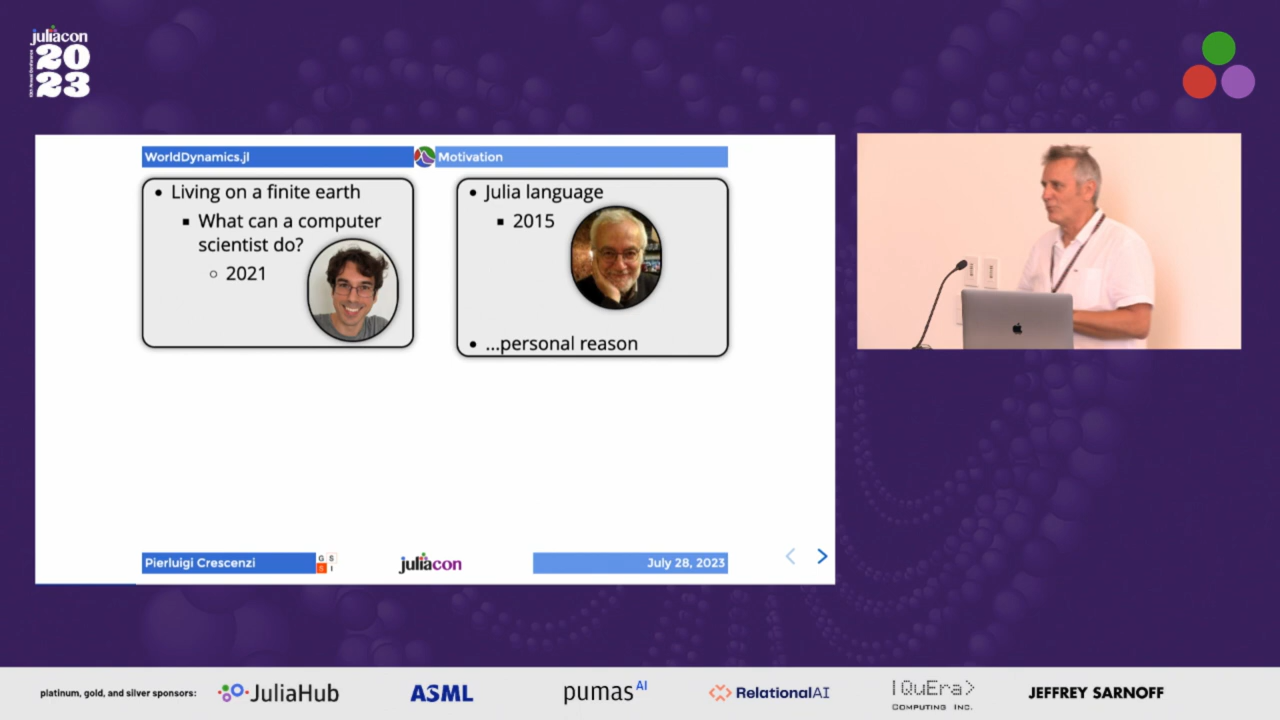 juliacon
20
23
WorldDynamics.jl
Motivation
Living on a finite earth
What can a computer
scientist do?
2021
Julia language
2015
...personal reason
Pierluigi Crescenzi
G S
S I
juliacon
July 28, 2023
platinum, gold, and silver sponsors:
JuliaHub
ASML
pumas AI
RelationalAI
|QuEra>
COMPUTING INC.
JEFFREY SARNOFF